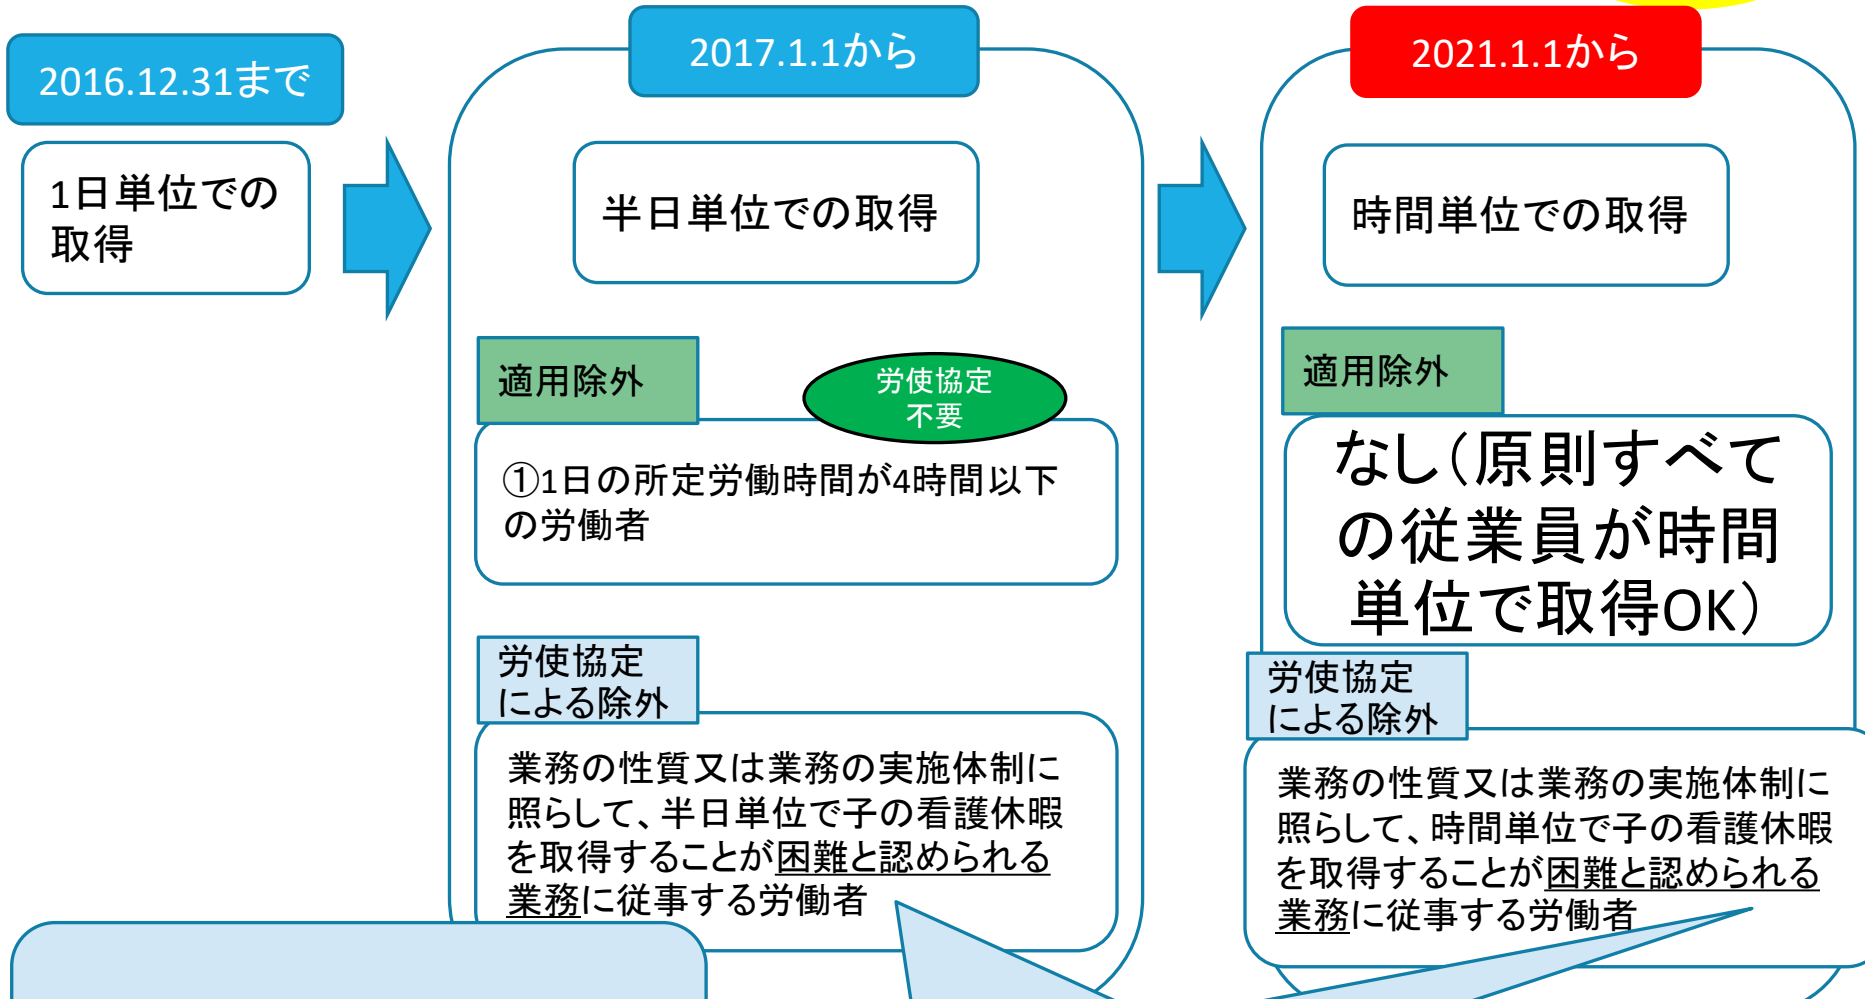 2016.12.31まで
1日単位での
取得
2017.1.1から
半日単位での取得
適用除外
労使協定
不要
①1日の所定労働時間が4時間以下
の労働者
労使協定
による除外
業務の性質又は業務の実施体制に
照らして、半日単位で子の看護休暇
を取得することが困難と認められる
業務に従事する労働者
2021.1.1から
時間単位での取得
適用除外
なし（原則すべて
の従業員が時間
単位で取得OK）
労使協定
による除外
業務の性質又は業務の実施体制に
照らして、時間単位で子の看護休暇
を取得することが困難と認められる
業務に従事する労働者